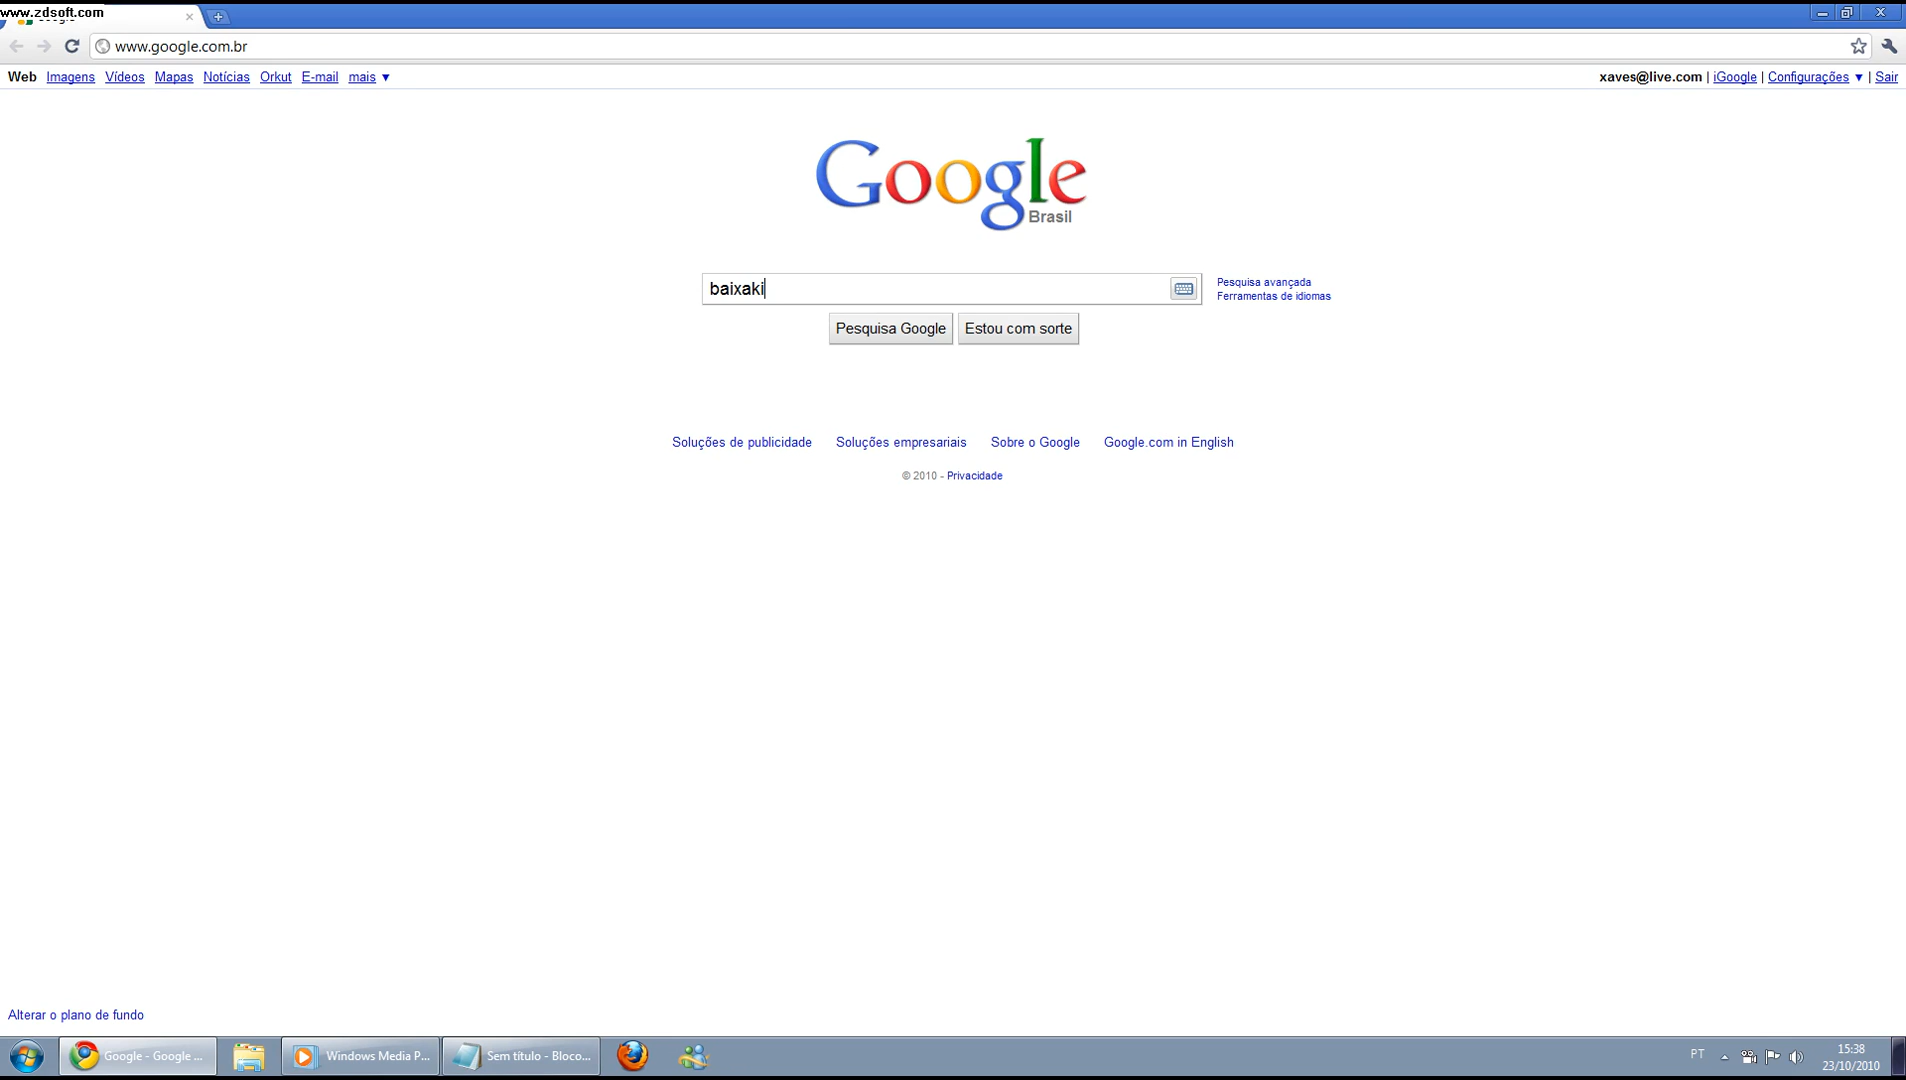 www.zdsoft.com
www.google.com.br
Web Imagens Vídeos Mapas Notícias Orkut E-mail mais ▼ xaves@live.com | iGoogle | Configurações ▼ | Sair
Google
Brasil
baixaki
Pesquisa avançada
Ferramentas de idiomas
Pesquisa Google Estou com sorte
Soluções de publicidade Soluções empresariais Sobre o Google Google.com in English
© 2010 - Privacidade
Alterar o plano de fundo
Google - Google ... Windows Media P... Sem título - Bloco... PT 15:38
23/10/2010